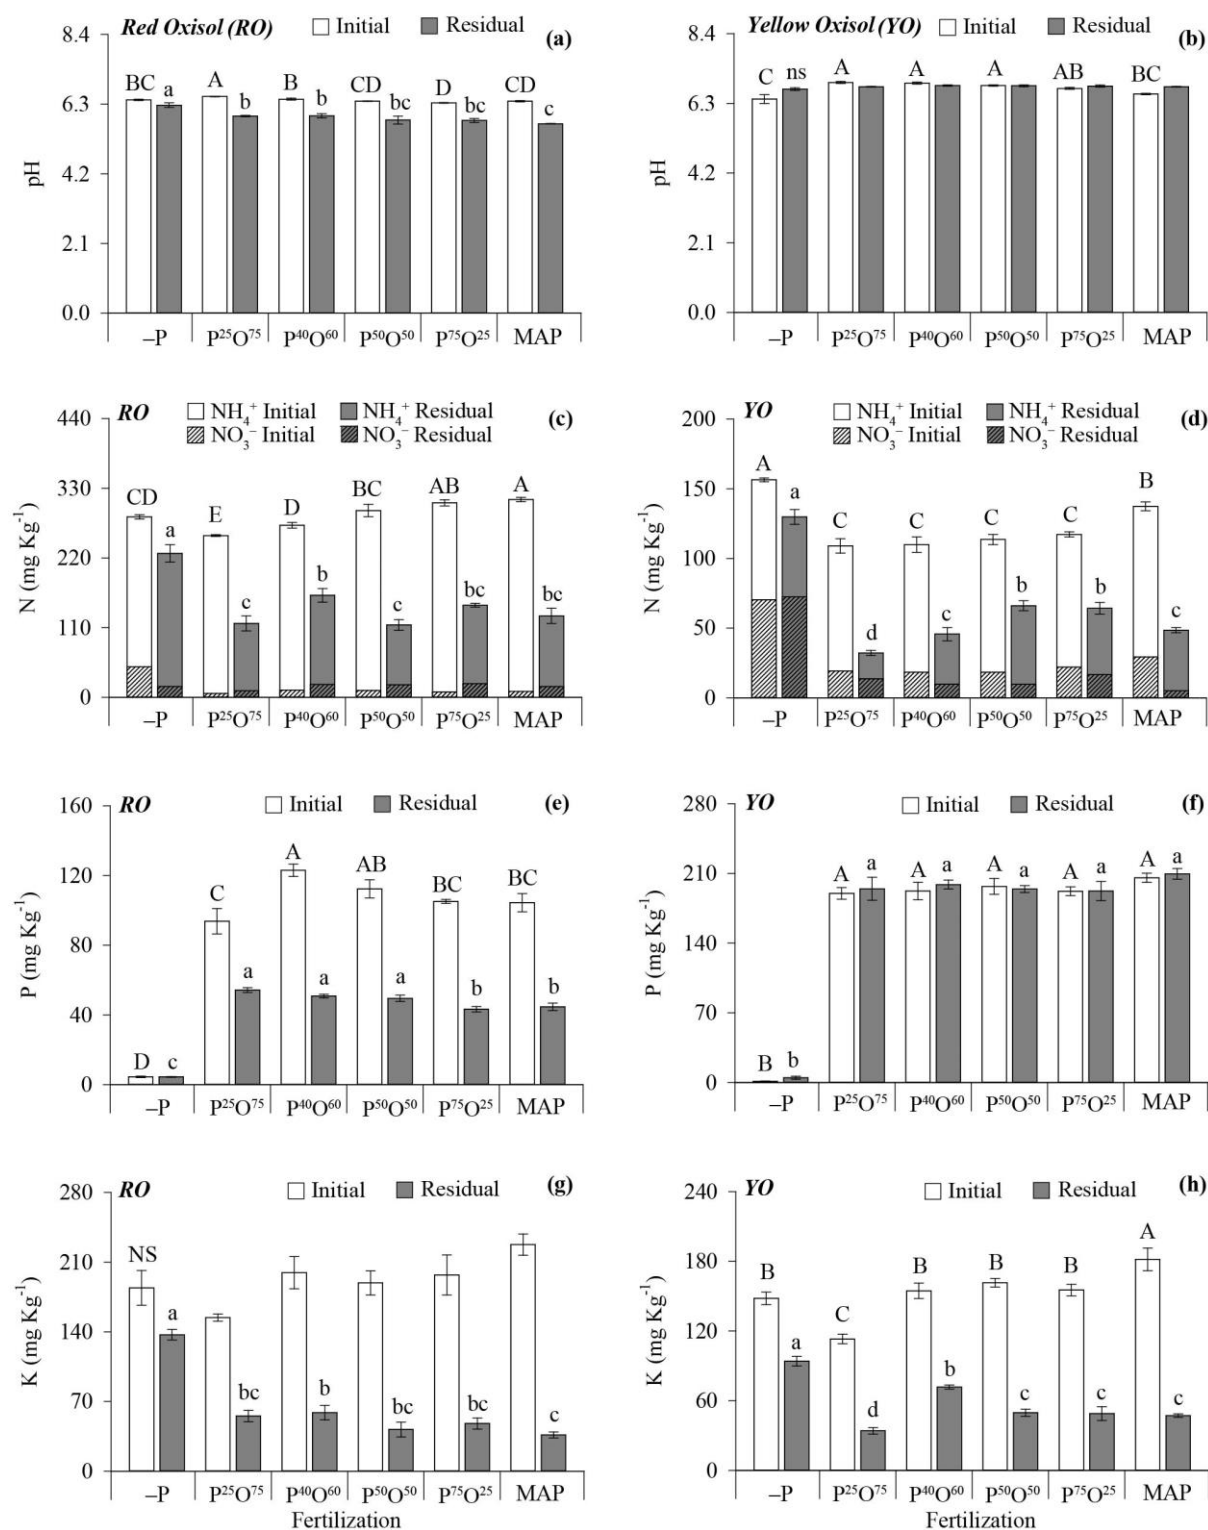 Red Oxisol (RO) Initial Residual (a)
8.4
6.3
4.2
2.1
0.0
pH
BC a A b B b CD bc D bc CD c
–P P²⁵O⁷⁵ P⁴⁰O⁶⁰ P⁵⁰O⁵⁰ P⁷⁵O²⁵ MAP
Yellow Oxisol (YO) Initial Residual (b)
8.4
6.3
4.2
2.1
0.0
pH
C ns A A A AB BC
–P P²⁵O⁷⁵ P⁴⁰O⁶⁰ P⁵⁰O⁵⁰ P⁷⁵O²⁵ MAP
RO NH₄⁺ Initial NH₄⁺ Residual (c)
NO₃⁻ Initial NO₃⁻ Residual
440
330
220
110
0
N (mg Kg⁻¹)
CD a E c D b BC c AB bc A bc
–P P²⁵O⁷⁵ P⁴⁰O⁶⁰ P⁵⁰O⁵⁰ P⁷⁵O²⁵ MAP
YO NH₄⁺ Initial NH₄⁺ Residual (d)
NO₃⁻ Initial NO₃⁻ Residual
200
150
100
50
0
N (mg Kg⁻¹)
A a C d C c C b C b B c
–P P²⁵O⁷⁵ P⁴⁰O⁶⁰ P⁵⁰O⁵⁰ P⁷⁵O²⁵ MAP
RO Initial Residual (e)
160
120
80
40
0
P (mg Kg⁻¹)
D c C a A a AB a BC b BC b
–P P²⁵O⁷⁵ P⁴⁰O⁶⁰ P⁵⁰O⁵⁰ P⁷⁵O²⁵ MAP
YO Initial Residual (f)
280
210
140
70
0
P (mg Kg⁻¹)
B b A a A a A a A a A a
–P P²⁵O⁷⁵ P⁴⁰O⁶⁰ P⁵⁰O⁵⁰ P⁷⁵O²⁵ MAP
RO Initial Residual (g)
280
210
140
70
0
K (mg Kg⁻¹)
NS a bc b bc bc c
–P P²⁵O⁷⁵ P⁴⁰O⁶⁰ P⁵⁰O⁵⁰ P⁷⁵O²⁵ MAP
Fertilization
YO Initial Residual (h)
240
180
120
60
0
K (mg Kg⁻¹)
B a C d B b B c B c A c
–P P²⁵O⁷⁵ P⁴⁰O⁶⁰ P⁵⁰O⁵⁰ P⁷⁵O²⁵ MAP
Fertilization